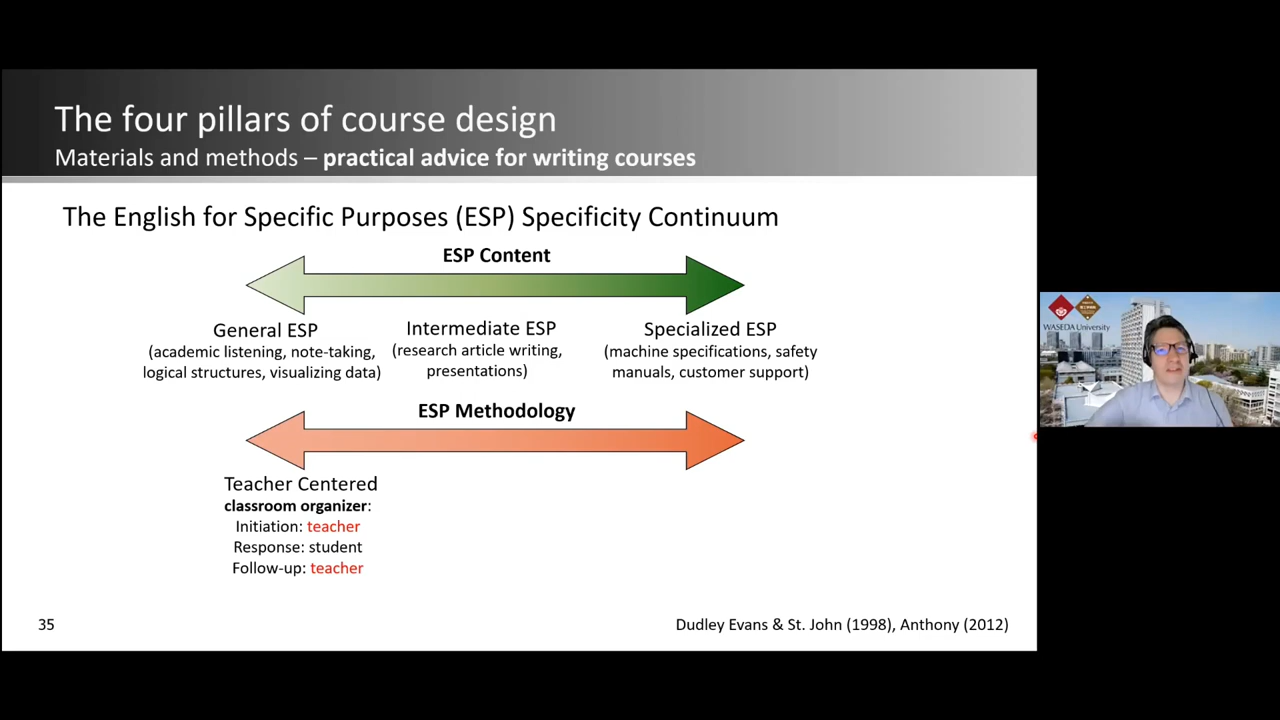 The four pillars of course design
Materials and methods – practical advice for writing courses
The English for Specific Purposes (ESP) Specificity Continuum
ESP Content
General ESP
(academic listening, note-taking,
logical structures, visualizing data)
Intermediate ESP
(research article writing,
presentations)
Specialized ESP
(machine specifications, safety
manuals, customer support)
ESP Methodology
Teacher Centered
classroom organizer:
Initiation: teacher
Response: student
Follow-up: teacher
35
Dudley Evans & St. John (1998), Anthony (2012)
WASEDA University